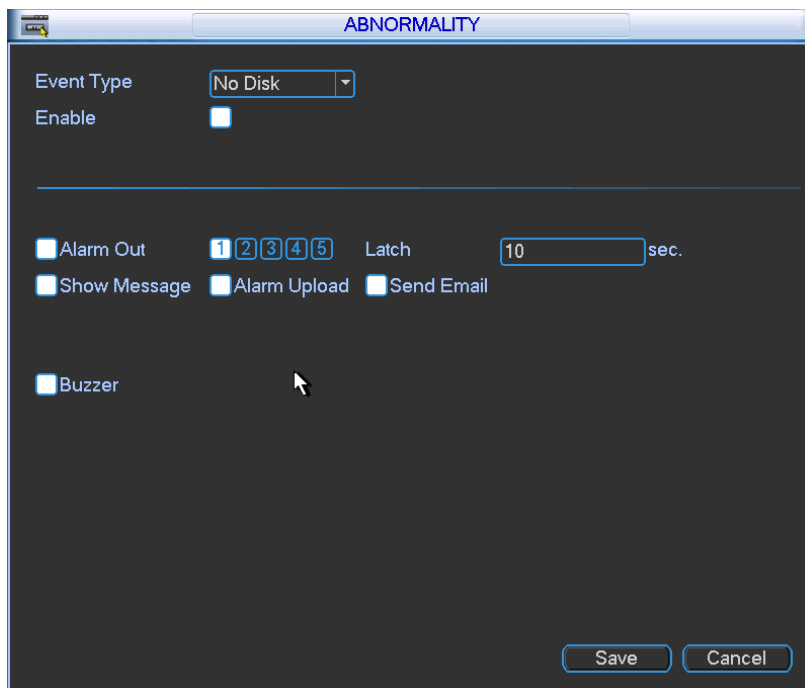 ABNORMALITY
Event Type No Disk
Enable
Alarm Out 1 2 3 4 5 Latch 10 sec.
Show Message Alarm Upload Send Email
Buzzer
Save Cancel